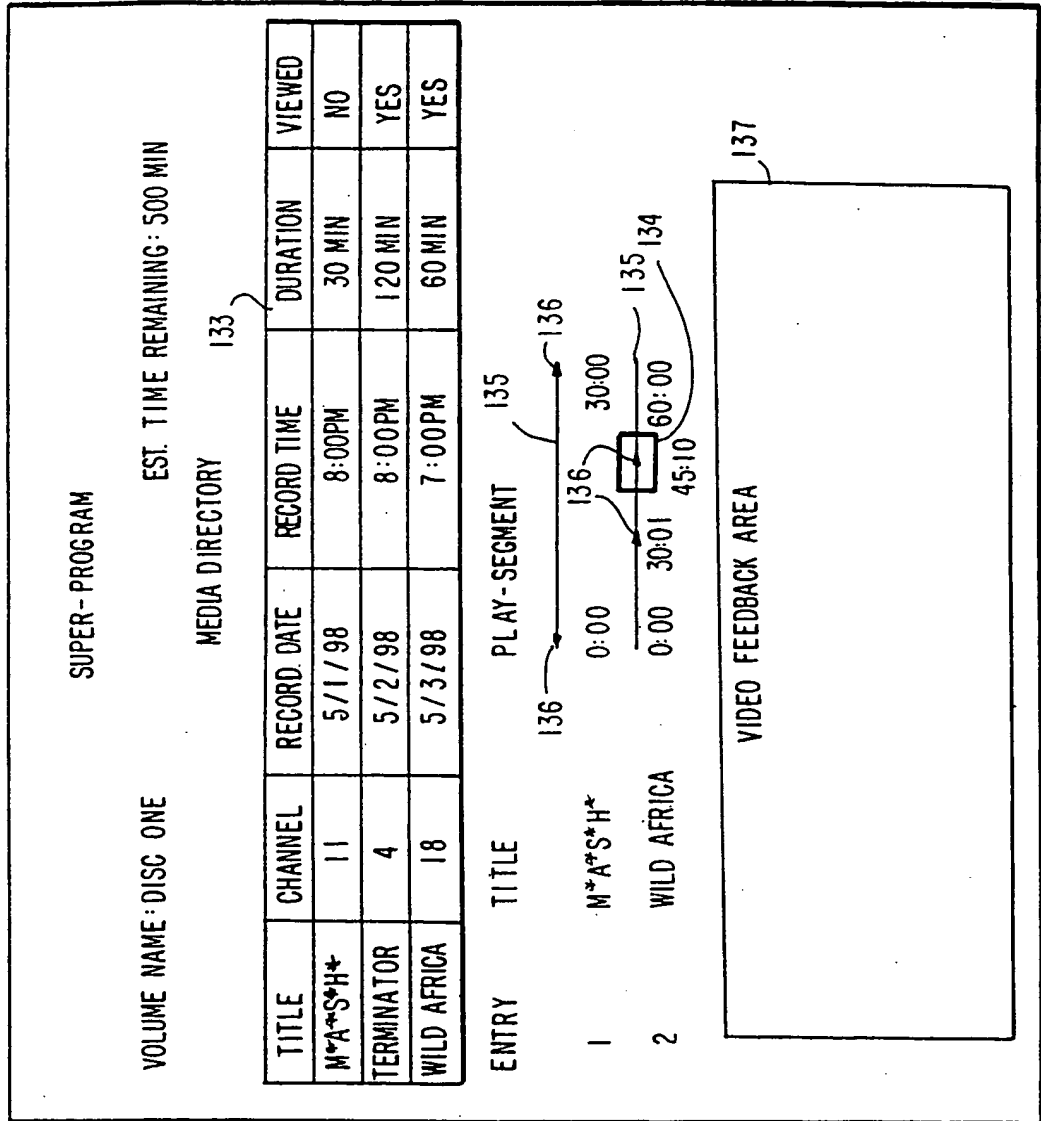 SUPER-PROGRAM
VOLUME NAME: DISC ONE EST. TIME REMAINING: 500 MIN
MEDIA DIRECTORY 133
TITLE CHANNEL RECORD. DATE RECORD TIME DURATION VIEWED
M*A*S*H* 11 5/1/98 8:00PM 30 MIN NO
TERMINATOR 4 5/2/98 8:00PM 120 MIN YES
WILD AFRICA 18 5/3/98 7:00PM 60 MIN YES
ENTRY TITLE PLAY-SEGMENT 135
136 136
1 M*A*S*H* 0:00 30:00
136 135 134
2 WILD AFRICA 0:00 30:01 60:00
45:10
137
VIDEO FEEDBACK AREA